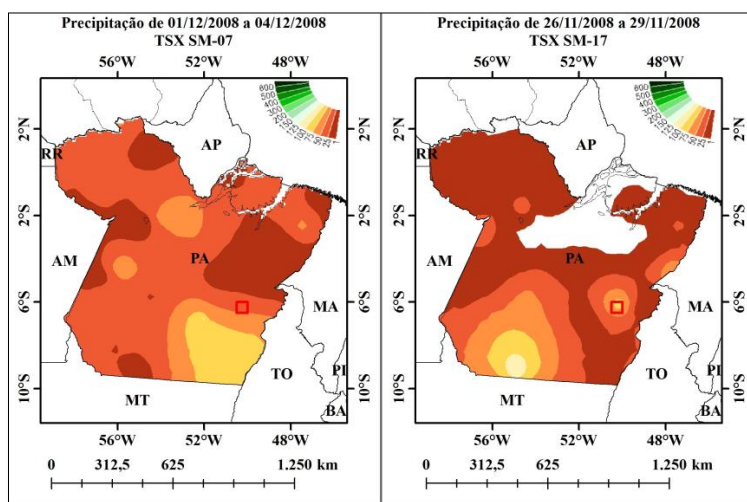 Precipitação de 01/12/2008 a 04/12/2008
TSX SM-07
56°W 52°W 48°W
600
500
400
300
2°N
2°S
6°S
10°S
RR
AP
AM
PA
MA
TO
PI
MT
BA
56°W 52°W 48°W
0 312,5 625 1.250 km
Precipitação de 26/11/2008 a 29/11/2008
TSX SM-17
56°W 52°W 48°W
600
500
400
300
2°N
2°S
6°S
10°S
RR
AP
AM
PA
MA
TO
PI
MT
BA
56°W 52°W 48°W
0 312,5 625 1.250 km